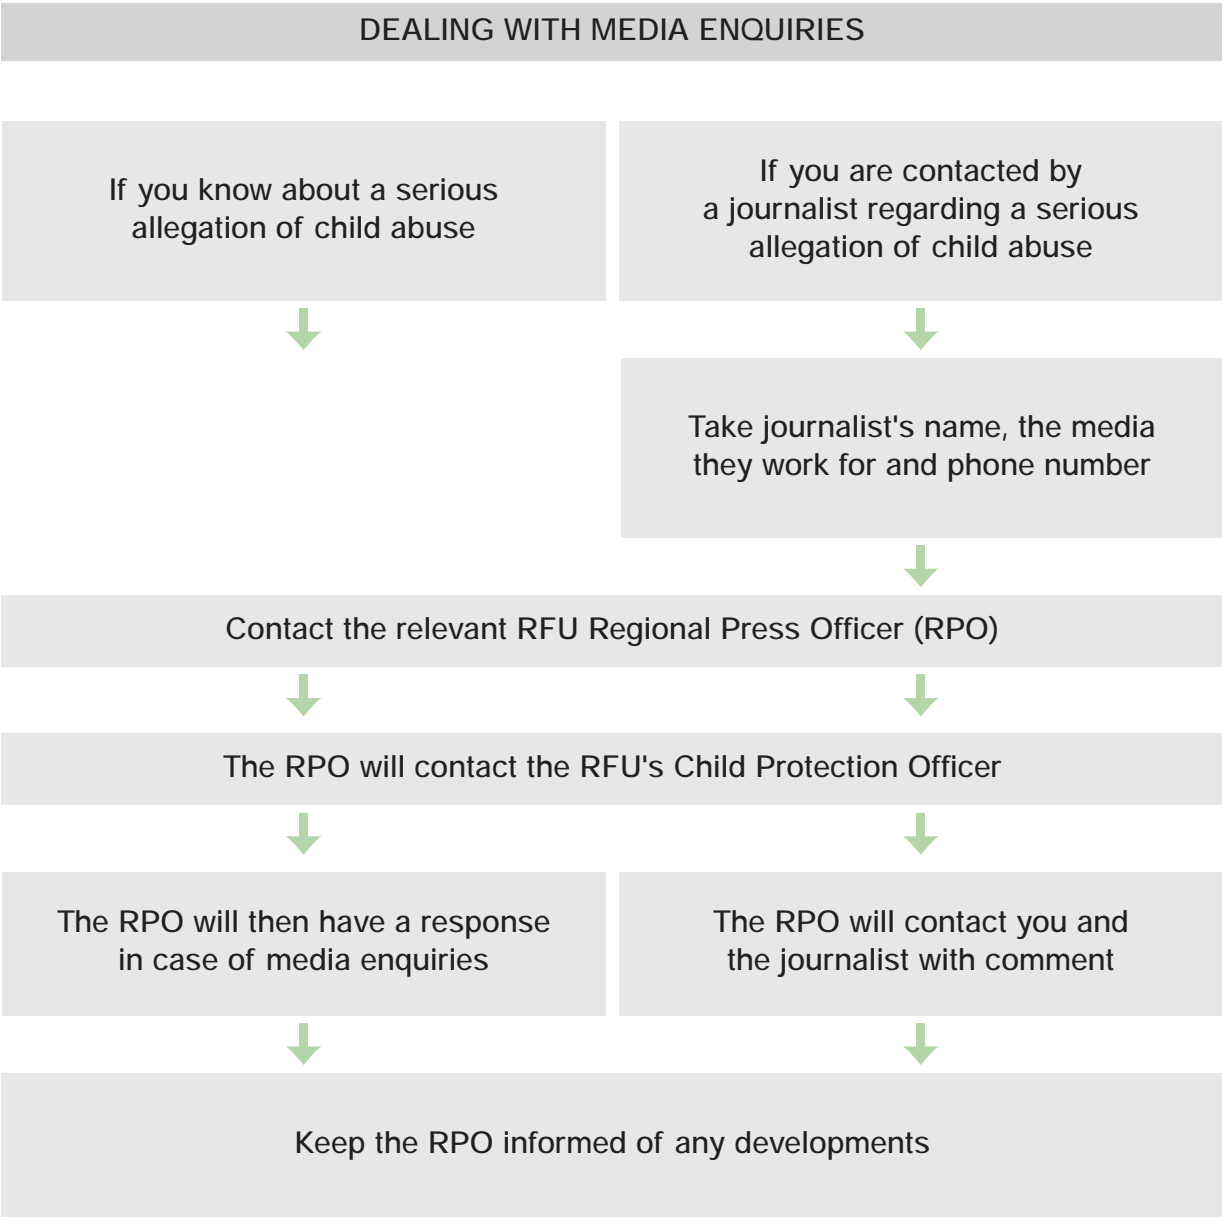 DEALING WITH MEDIA ENQUIRIES
If you know about a serious
allegation of child abuse
If you are contacted by
a journalist regarding a serious
allegation of child abuse
Take journalist's name, the media
they work for and phone number
Contact the relevant RFU Regional Press Officer (RPO)
The RPO will contact the RFU's Child Protection Officer
The RPO will then have a response
in case of media enquiries
The RPO will contact you and
the journalist with comment
Keep the RPO informed of any developments